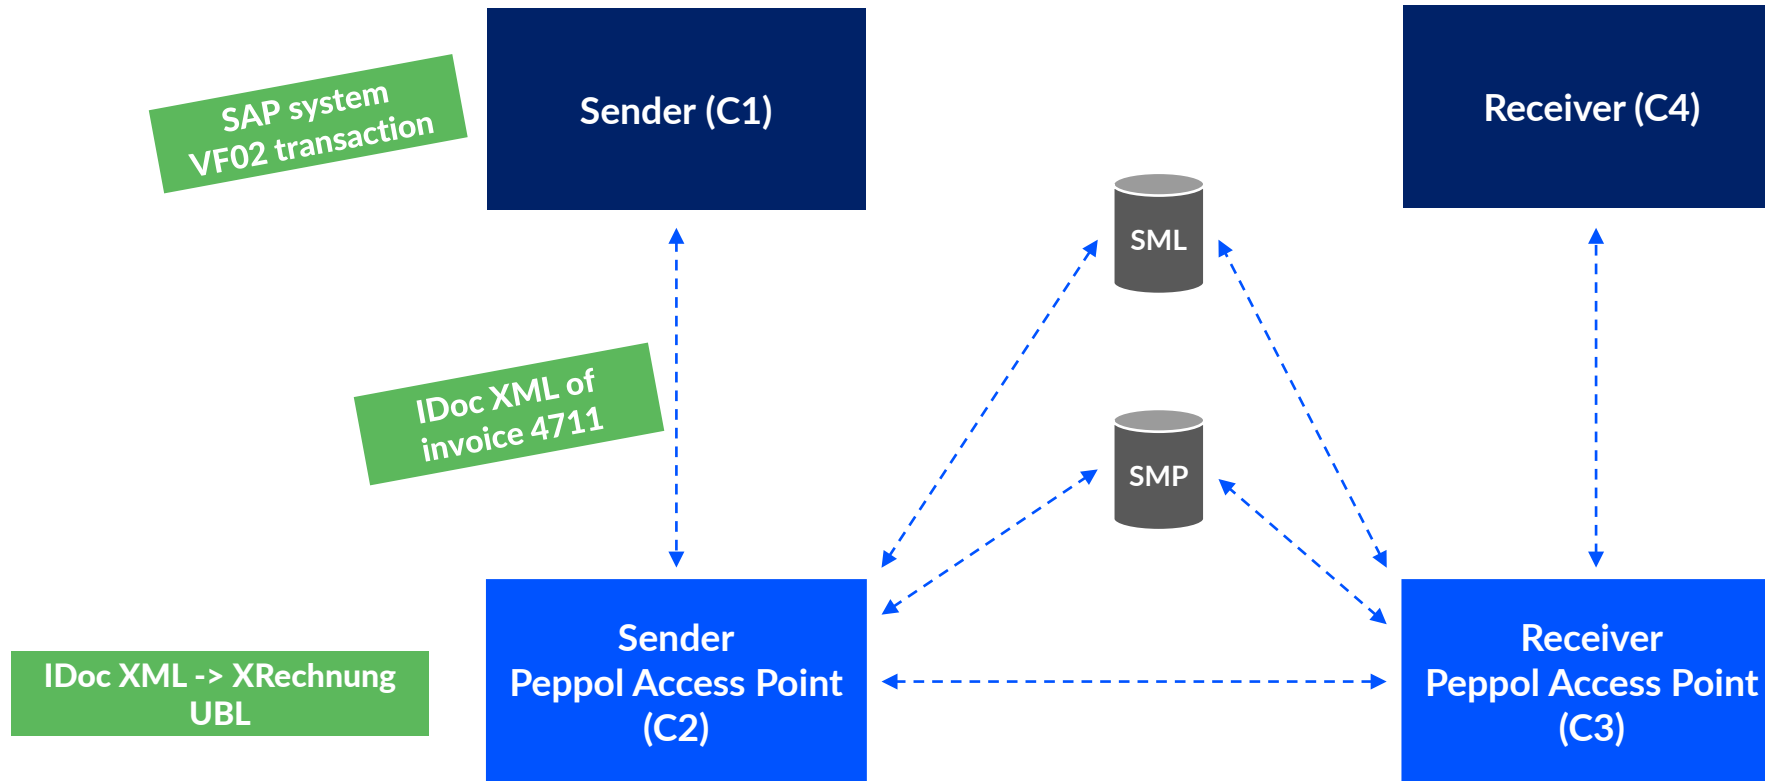 SAP system
VF02 transaction
Sender (C1)
Receiver (C4)
SML
IDoc XML of
invoice 4711
SMP
IDoc XML -> XRechnung
UBL
Sender
Peppol Access Point
(C2)
Receiver
Peppol Access Point
(C3)